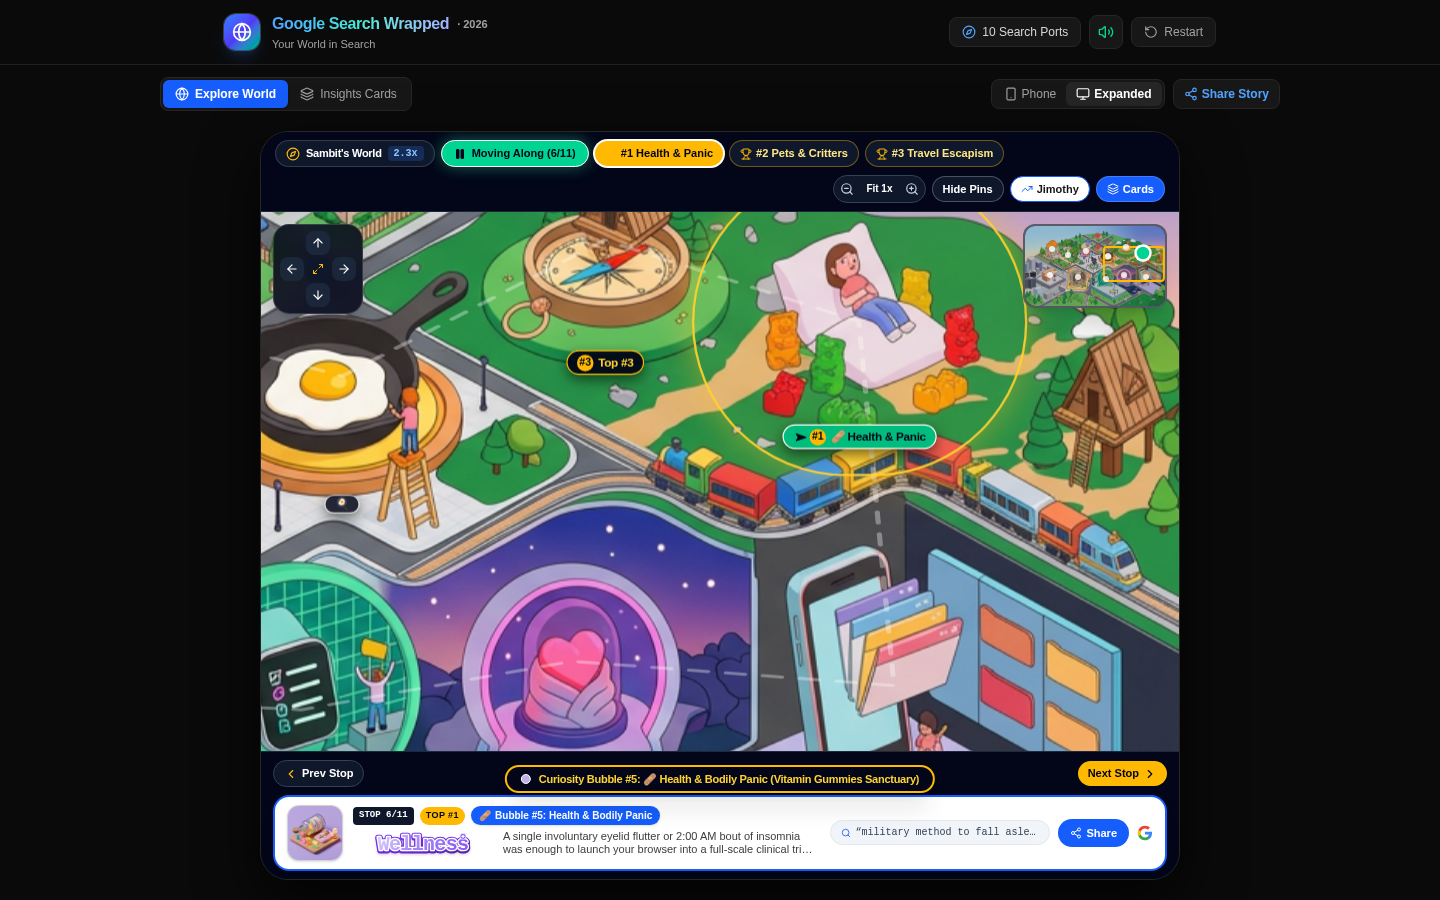 Google Search Wrapped · 2026
Your World in Search
10 Search Ports
Restart
Explore World
Insights Cards
Phone
Expanded
Share Story
Sambit's World 2.3x
Moving Along (6/11)
#1 Health & Panic
#2 Pets & Critters
#3 Travel Escapism
Fit 1x
Hide Pins
Jimothy
Cards
#3 Top #3
#1 Health & Panic
Prev Stop
Curiosity Bubble #5: Health & Bodily Panic (Vitamin Gummies Sanctuary)
Next Stop
STOP 6/11
TOP #1
Bubble #5: Health & Bodily Panic
Wellness
A single involuntary eyelid flutter or 2:00 AM bout of insomnia
was enough to launch your browser into a full-scale clinical tri…
“military method to fall asle…
Share